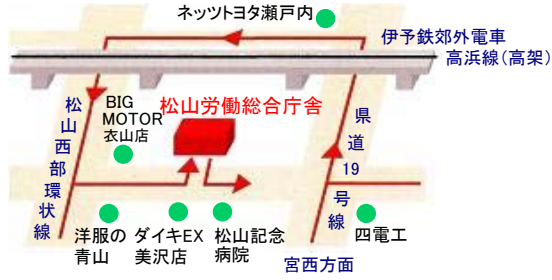 ネッツトヨタ瀬戸内
伊予鉄郊外電車
高浜線(高架)
BIG
MOTOR
衣山店
松山労働総合庁舎
松山西部環状線
県道19号線
洋服の
青山
ダイキEX
美沢店
松山記念
病院
四電工
宮西方面